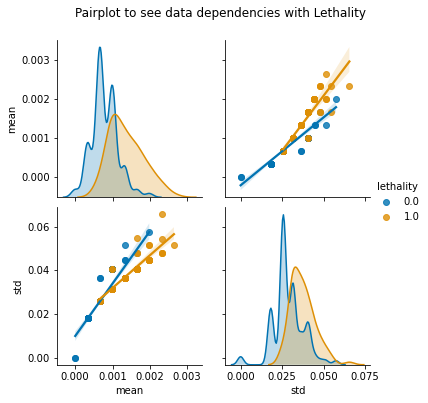 Pairplot to see data dependencies with Lethality
0.003
0.002
0.001
0.000
mean
lethality
0.0
1.0
0.06
0.04
0.02
0.00
std
0.000 0.001 0.002 0.003
mean
0.000 0.025 0.050 0.075
std